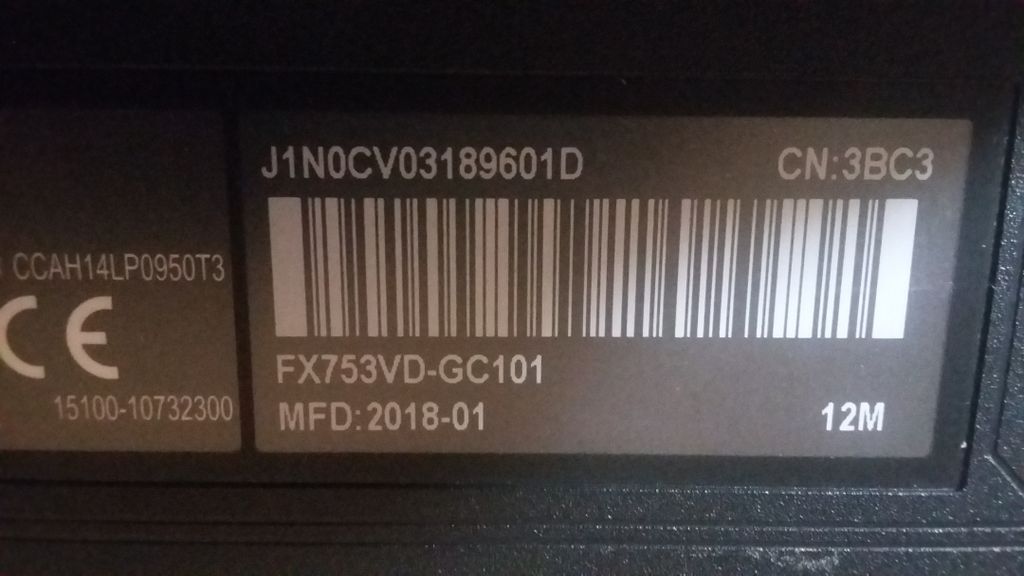 J1N0CV03189601D CN:3BC3
CCAH14LP0950T3
CE
FX753VD-GC101
15100-10732300
MFD:2018-01 12M